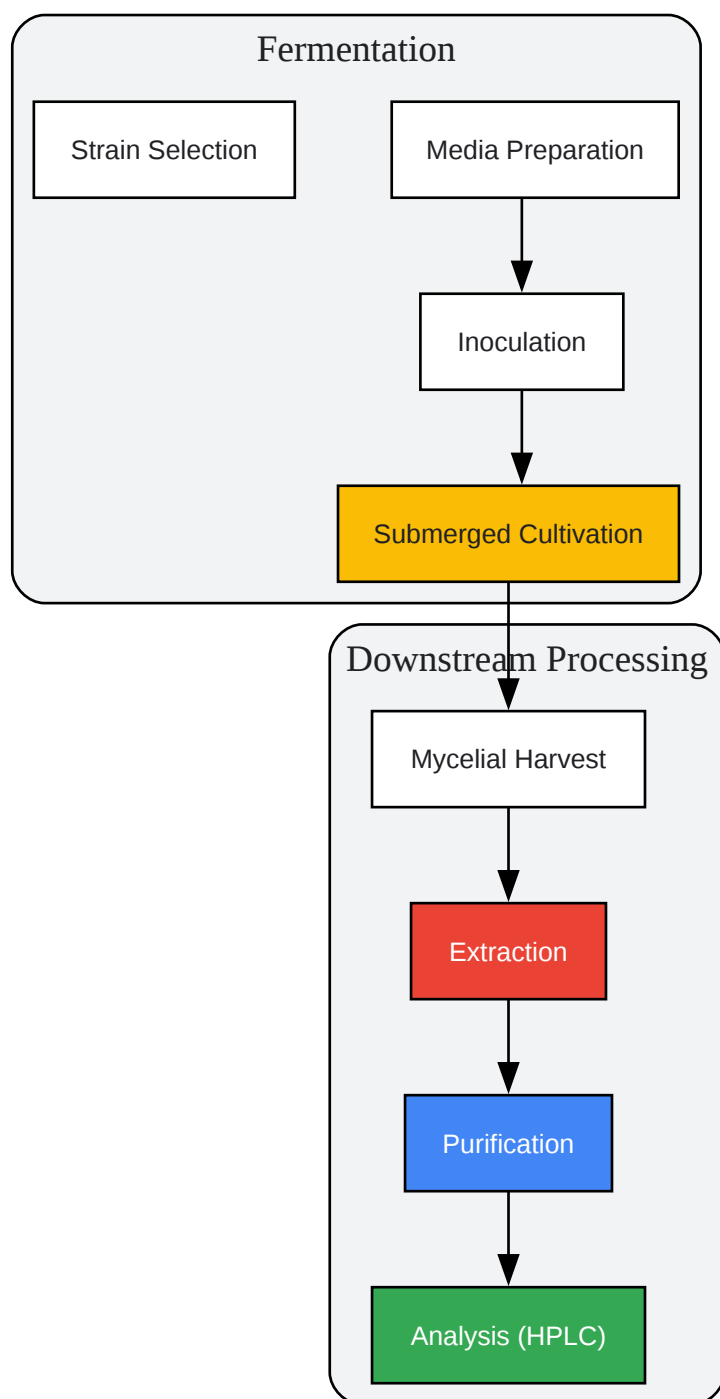 Fermentation
Strain Selection
Media Preparation
Inoculation
Submerged Cultivation
Downstream Processing
Mycelial Harvest
Extraction
Purification
Analysis (HPLC)